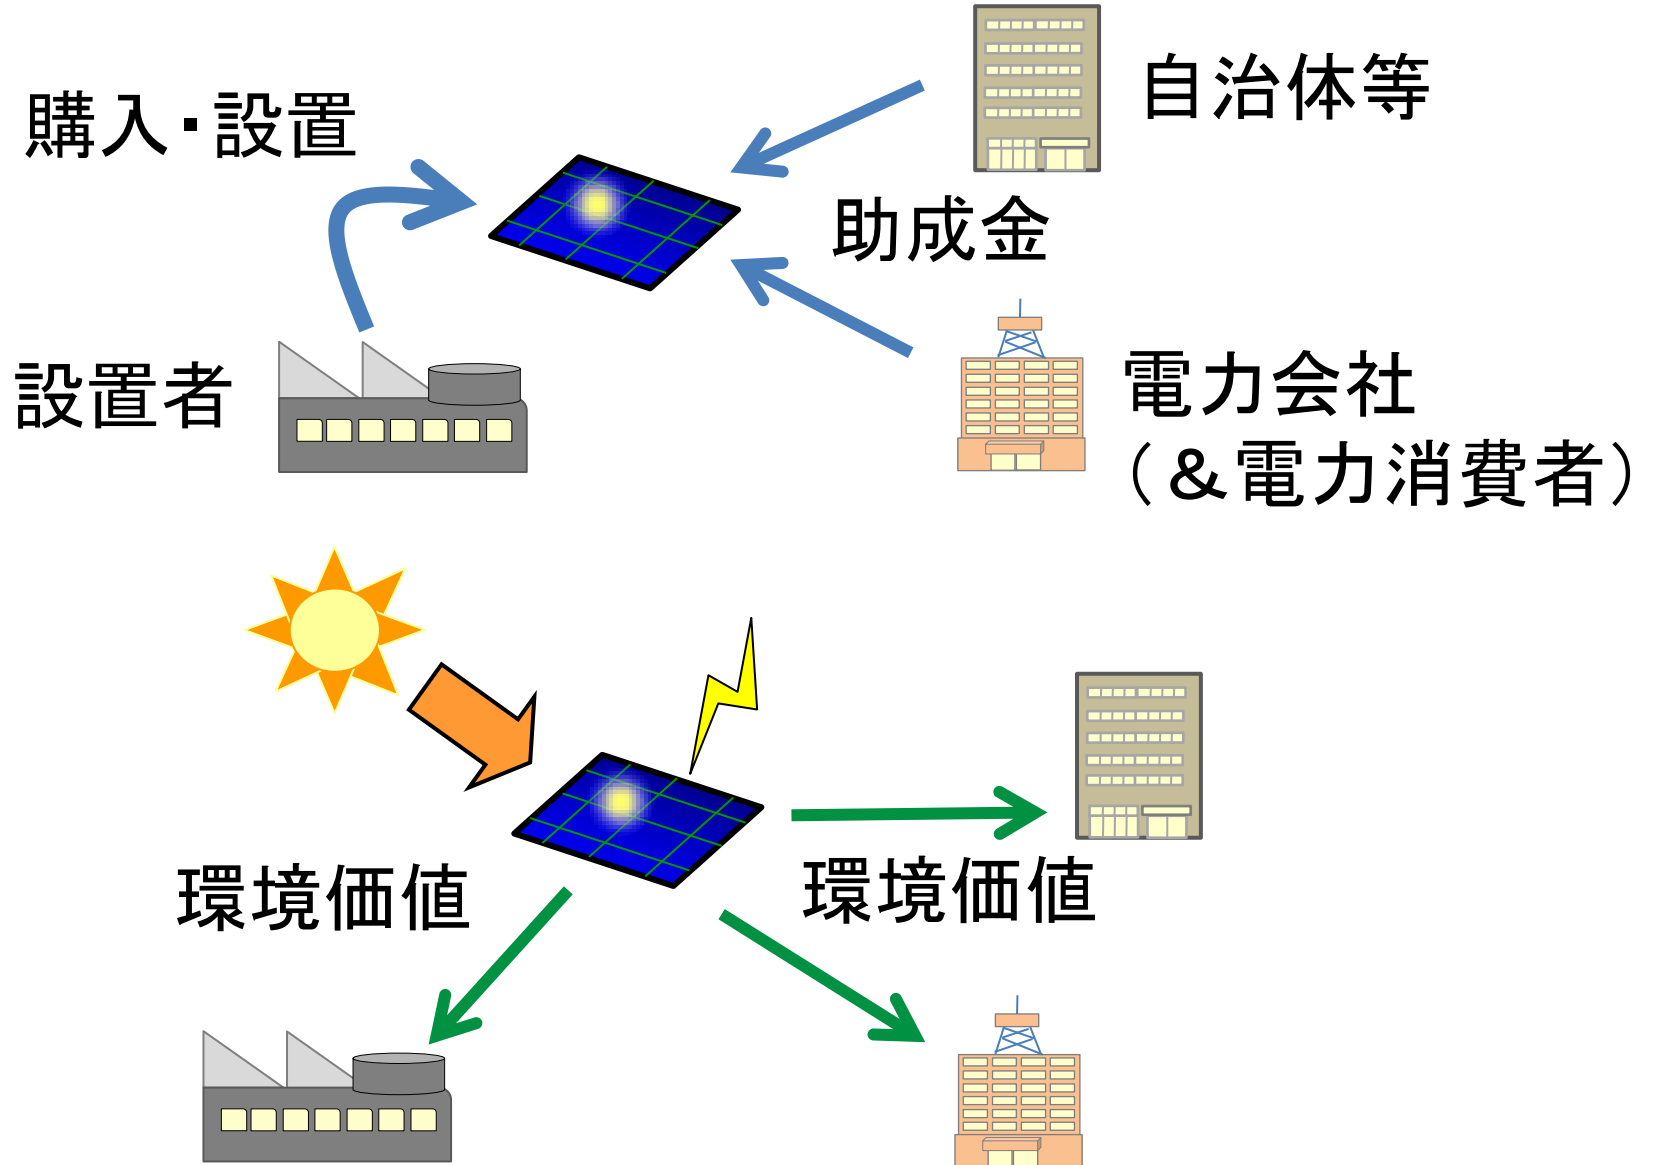 購入・設置
自治体等
助成金
設置者
電力会社
（＆電力消費者）
環境価値
環境価値